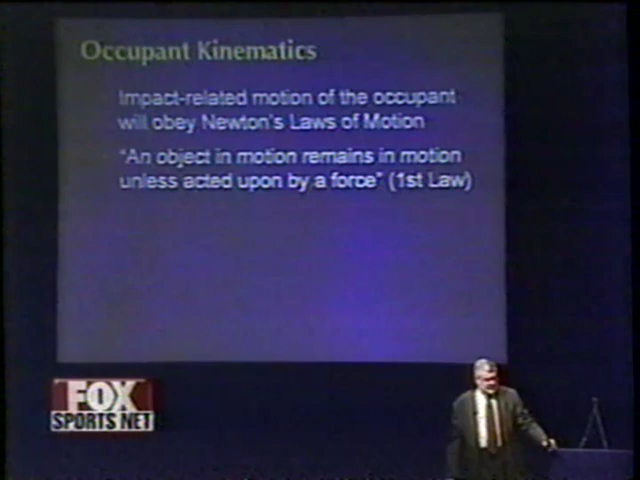 Occupant Kinematics
Impact-related motion of the occupant
will obey Newton's Laws of Motion
"An object in motion remains in motion
unless acted upon by a force" (1st Law)
FOX
SPORTS NET